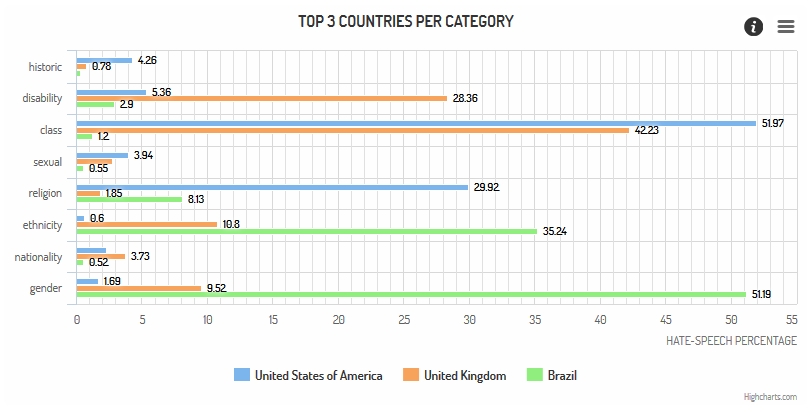 TOP 3 COUNTRIES PER CATEGORY
i
historic 4.26
0.78
disability 5.36
28.36
2.9
class 51.97
42.23
1.2
sexual 3.94
0.55
religion 29.92
1.85
8.13
ethnicity 0.6
10.8
35.24
nationality 3.73
0.52
gender 1.69
9.52
51.19
0 5 10 15 20 25 30 35 40 45 50 55
HATE-SPEECH PERCENTAGE
United States of America United Kingdom Brazil
Highcharts.com